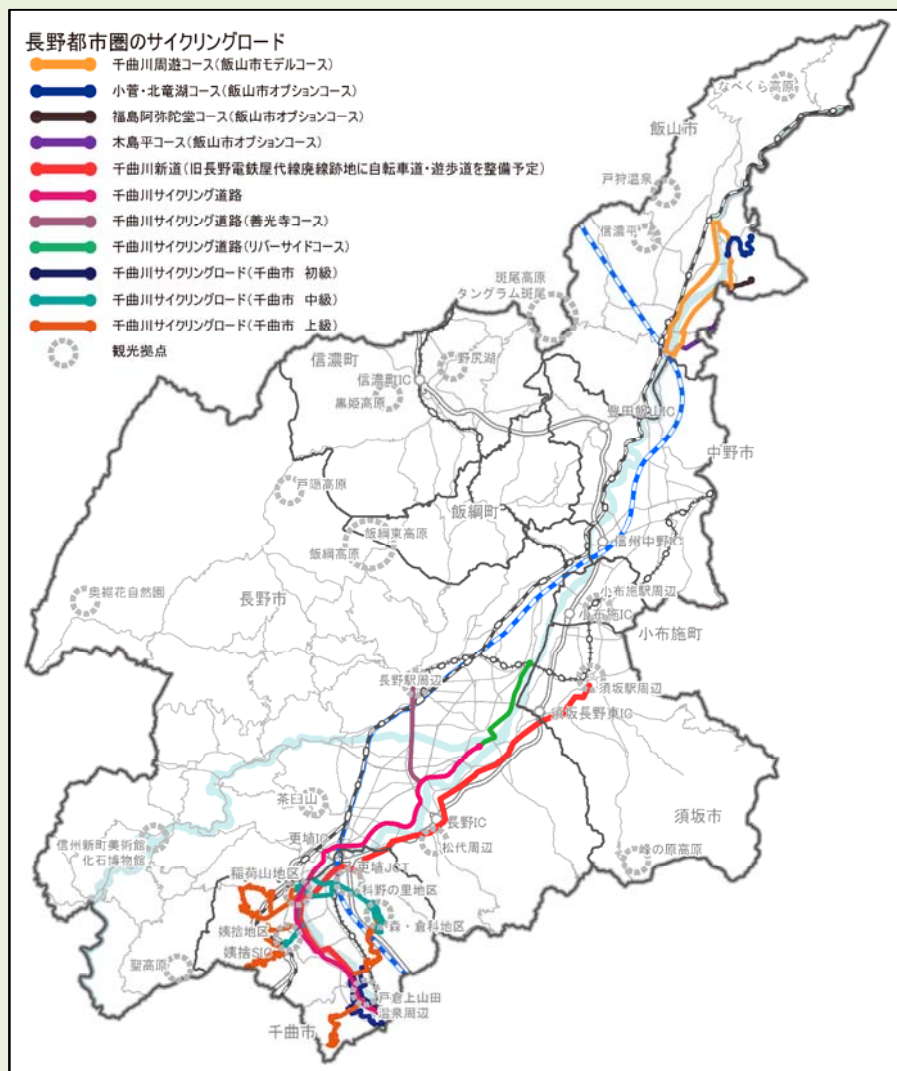 長野都市圏のサイクリングロード
千曲川周遊コース(飯山市モデルコース)
小菅・北竜湖コース(飯山市オプションコース)
福島阿弥陀堂コース(飯山市オプションコース)
木島平コース(飯山市オプションコース)
千曲川新道(旧長野電鉄屋代線廃線跡地に自転車道・遊歩道を整備予定)
千曲川サイクリング道路
千曲川サイクリング道路(善光寺コース)
千曲川サイクリング道路(リバーサイドコース)
千曲川サイクリングロード(千曲市 初級)
千曲川サイクリングロード(千曲市 中級)
千曲川サイクリングロード(千曲市 上級)
観光拠点
なべくら高原
飯山市
戸狩温泉
信濃平
斑尾高原
タングラム斑尾
信濃町
信濃町IC
野尻湖
黒姫高原
豊田飯山IC
中野市
戸隠高原
飯綱町
飯綱東高原
飯綱高原
信州中野IC
奥裾花自然園
長野市
小布施駅周辺
小布施IC
小布施町
長野駅周辺
須坂駅周辺
須坂長野東IC
茶臼山
長野IC
須坂市
信州新町美術館
化石博物館
更埴IC
松代周辺
峰の原高原
稲荷山地区
更埴JCT
科野の里地区
姨捨地区
森・倉科地区
姨捨SIC
聖高原
戸倉上山田
温泉周辺
千曲市